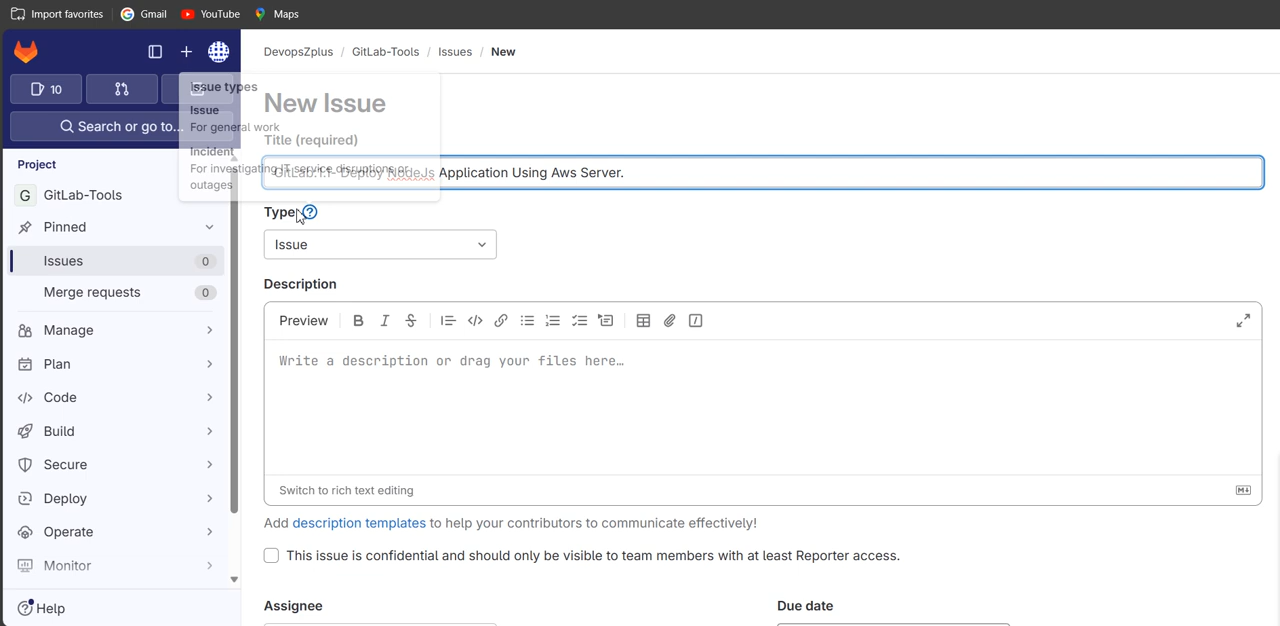 Import favorites
Gmail
YouTube
Maps
DevopsZplus / GitLab-Tools / Issues / New
10
Search or go to...
Project
G GitLab-Tools
Pinned
Issues 0
Merge requests 0
Manage
Plan
Code
Build
Secure
Deploy
Operate
Monitor
Help
Issue types
Issue
For general work
Incident
For investigating IT service disruptions or
outages
New Issue
Title (required)
Deploy NodeJs Application Using Aws Server.
Type
Issue
Description
Preview
Write a description or drag your files here…
Switch to rich text editing
Add description templates to help your contributors to communicate effectively!
This issue is confidential and should only be visible to team members with at least Reporter access.
Assignee
Due date